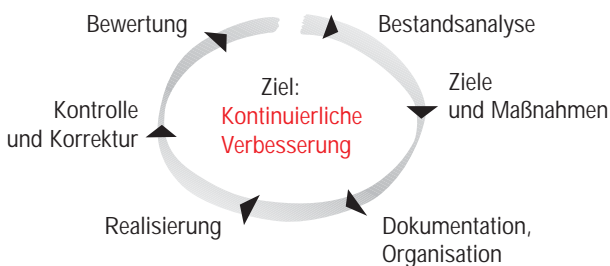 Bewertung
Bestandsanalyse
Ziel:
Kontinuierliche
Verbesserung
Ziele
und Maßnahmen
Kontrolle
und Korrektur
Realisierung
Dokumentation,
Organisation